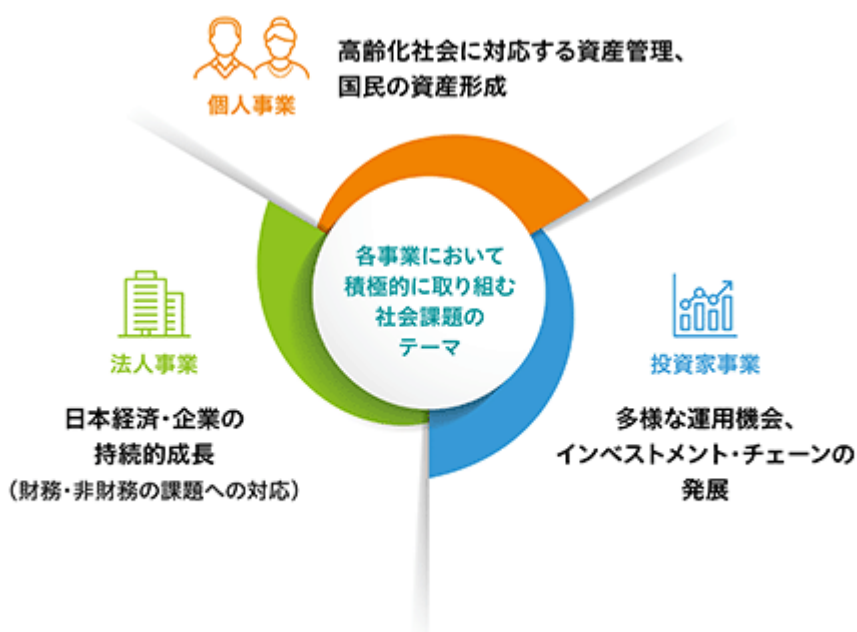 高齢化社会に対応する資産管理、
国民の資産形成
個人事業
各事業において
積極的に取り組む
社会課題の
テーマ
法人事業
日本経済・企業の
持続的成長
（財務・非財務の課題への対応）
投資家事業
多様な運用機会、
インベストメント・チェーンの
発展